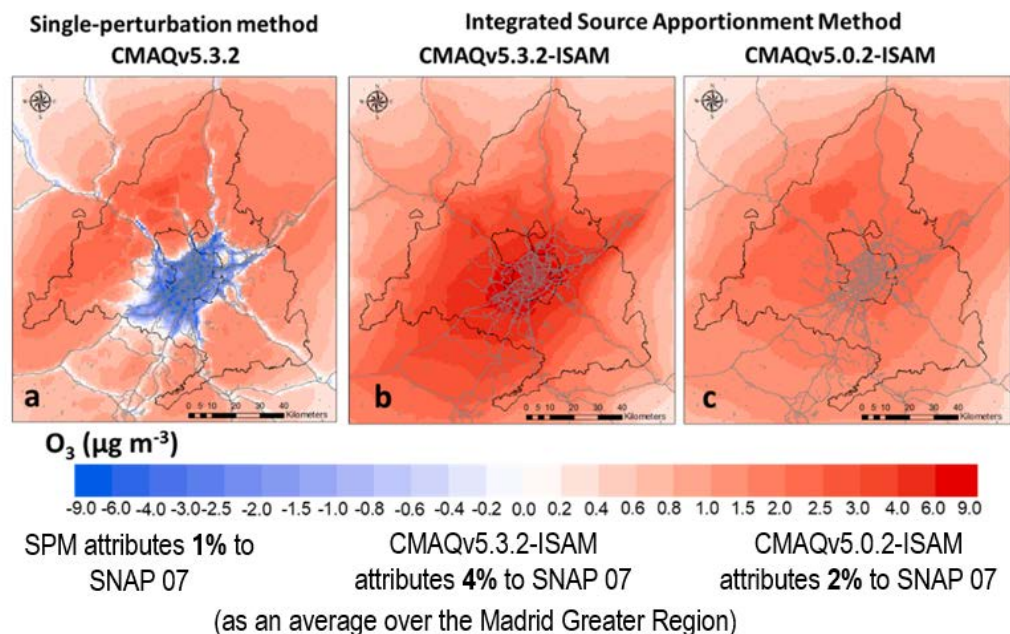 Single-perturbation method
CMAQv5.3.2
Integrated Source Apportionment Method
CMAQv5.3.2-ISAM
CMAQv5.0.2-ISAM
a
0 5 10 20 30 40
Kilometers
b
0 5 10 20 30 40
Kilometers
c
0 5 10 20 30 40
Kilometers
O₃ (µg m⁻³)
-9.0 -6.0 -4.0 -3.0 -2.5 -2.0 -1.5 -1.0 -0.8 -0.6 -0.4 -0.2 0.0 0.2 0.4 0.6 0.8 1.0 1.5 2.0 2.5 3.0 4.0 6.0 9.0
SPM attributes 1% to
SNAP 07
CMAQv5.3.2-ISAM
attributes 4% to SNAP 07
CMAQv5.0.2-ISAM
attributes 2% to SNAP 07
(as an average over the Madrid Greater Region)